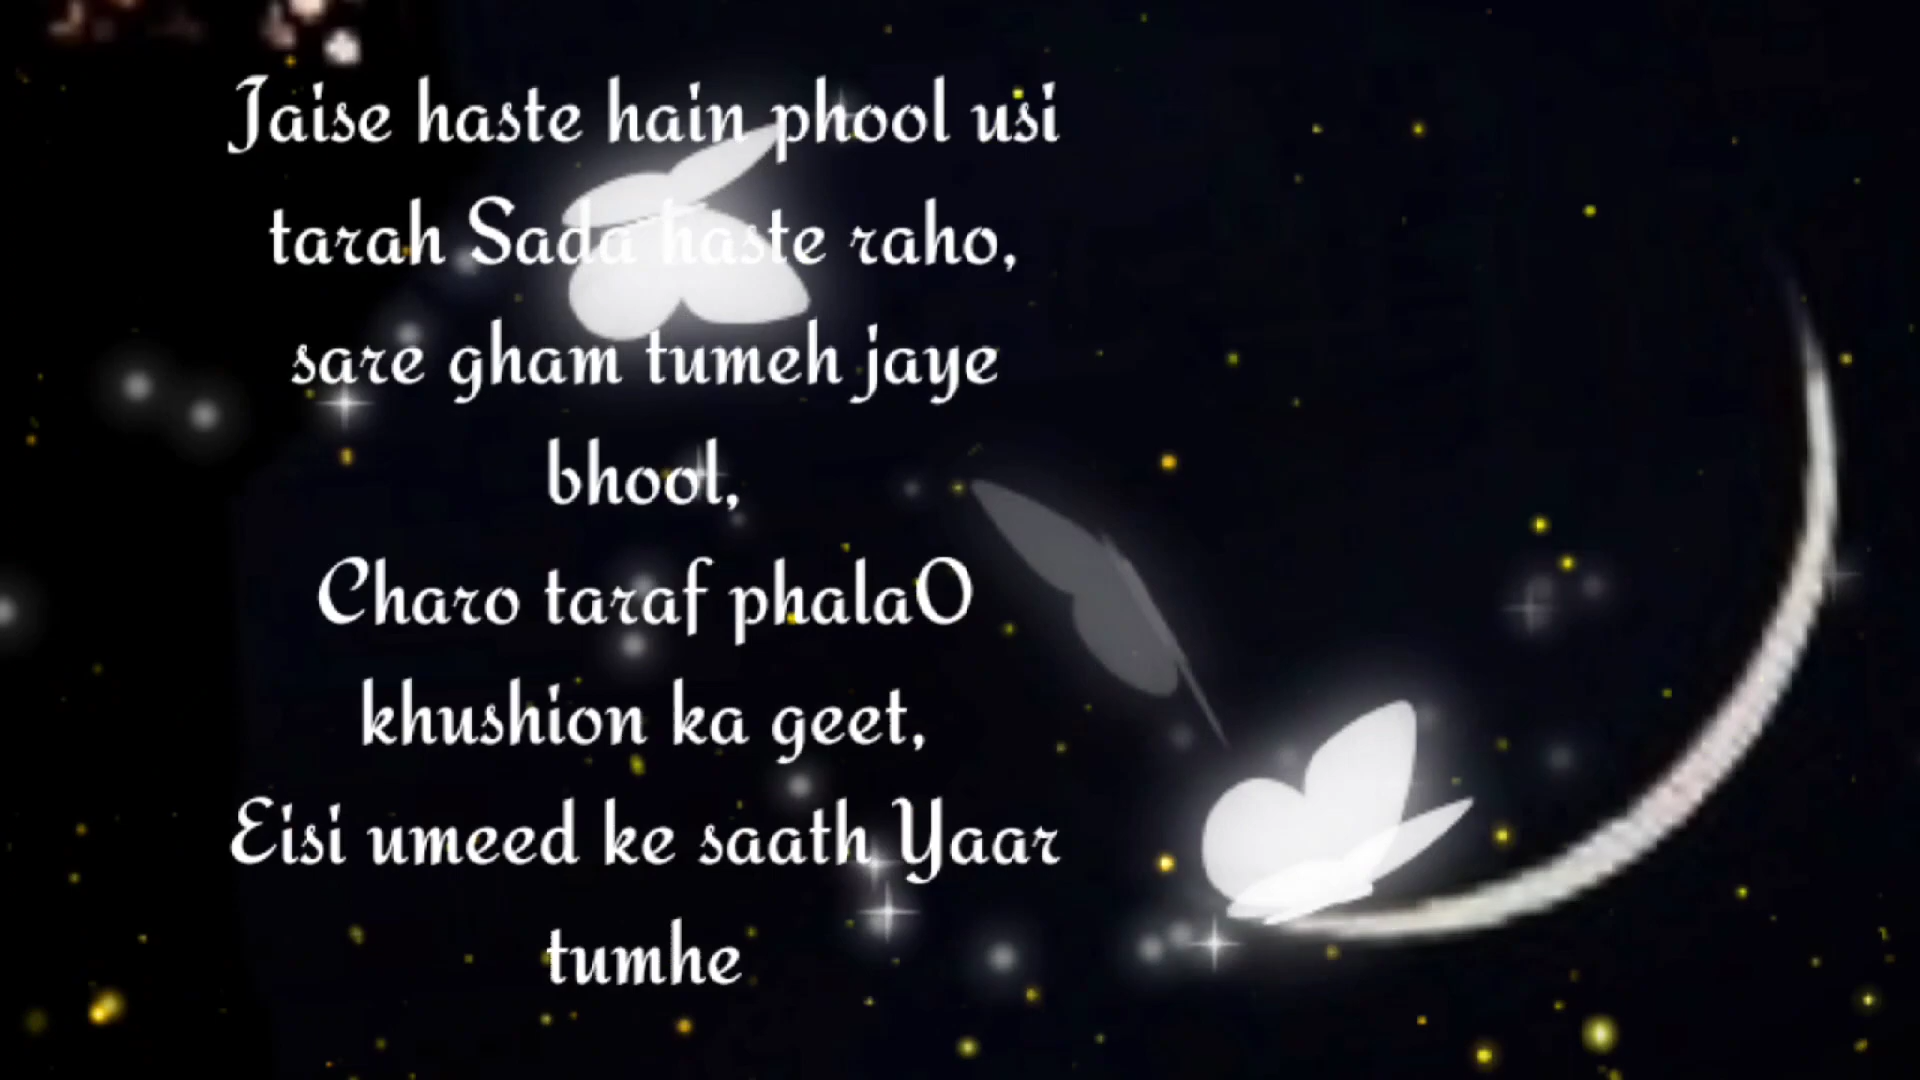 Jaise haste hain phool usi
tarah Sada haste raho,
sare gham tumeh jaye
bhool,
Charo taraf phalaO
khushion ka geet,
Eisi umeed ke saath Yaar
tumhe